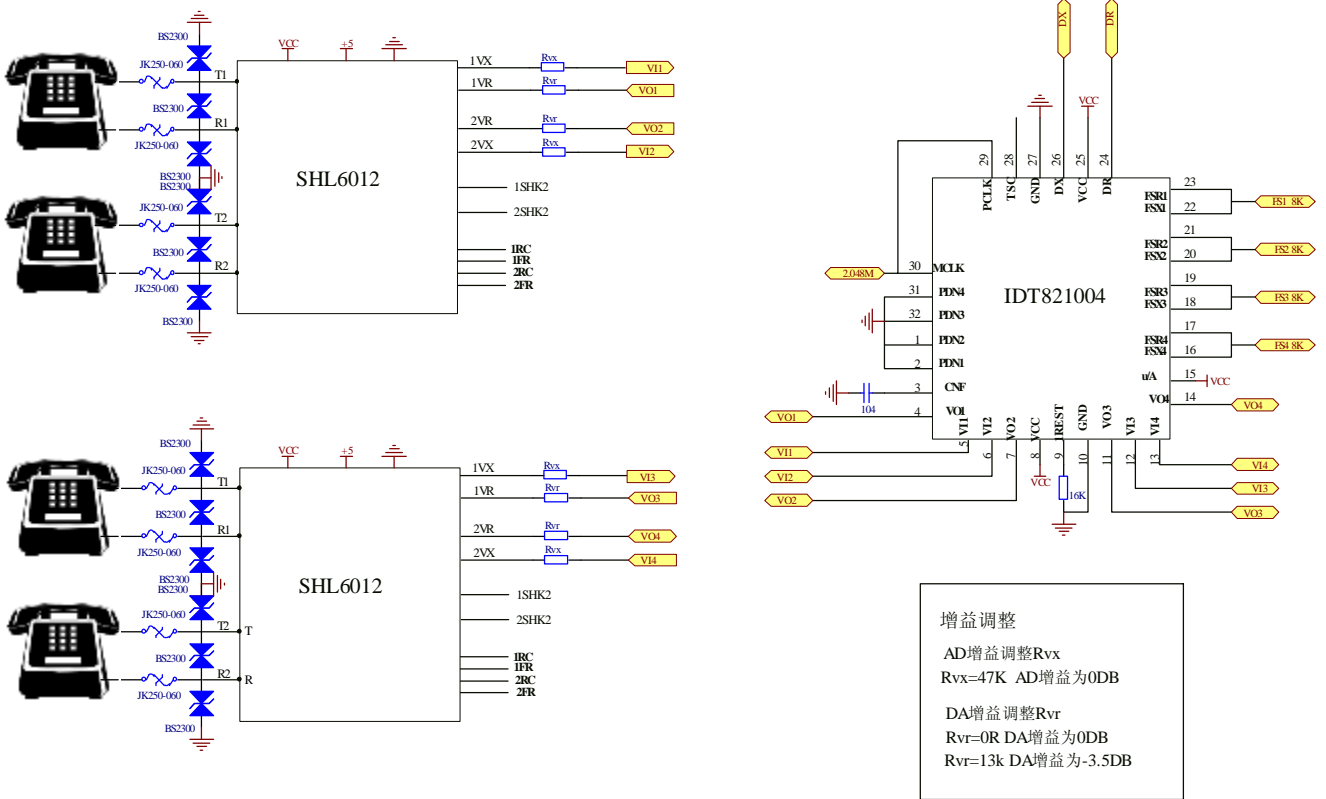 BS2300
JK250-060
T1
BS2300
R1
JK250-060
BS2300
BS2300
JK250-060
T2
BS2300
R2
JK250-060
BS2300
VCC
+5
SHL6012
1VX
Rvx
VI1
1VR
Rvr
VO1
2VR
Rvr
VO2
2VX
Rvx
VI2
1SHK2
2SHK2
1RC
1FR
2RC
2FR
BS2300
JK250-060
T1
BS2300
R1
JK250-060
BS2300
BS2300
JK250-060
T2
T
BS2300
R2
R
JK250-060
BS2300
VCC
+5
SHL6012
1VX
Rvx
VI3
1VR
Rvr
VO3
2VR
Rvr
VO4
2VX
Rvx
VI4
1SHK2
2SHK2
1RC
1FR
2RC
2FR
DX
DR
VCC
29
28
27
26
25
24
PCLK
TSC
GND
DX
VCC
DR
IDT821004
23
FSR1
FSX1
22
FS1 8K
21
FSR2
FSX2
20
FS2 8K
19
FSR3
FSX3
18
FS3 8K
17
FSR4
FSX4
16
FS4 8K
u/A
15
VCC
VO4
14
VO4
2.048M
30
MCLK
31
PDN4
32
PDN3
1
PDN2
2
PDN1
3
CNF
104
VO1
4
VO1
VI1
VI2
VO2
VCC
IREST
GND
VO3
VI3
VI4
5
6
7
8
9
10
11
12
13
VI1
VI2
VO2
VCC
16K
VI4
VI3
VO3
增益调整
AD增益调整Rvx
Rvx=47K AD增益为0DB
DA增益调整Rvr
Rvr=0R DA增益为0DB
Rvr=13k DA增益为-3.5DB